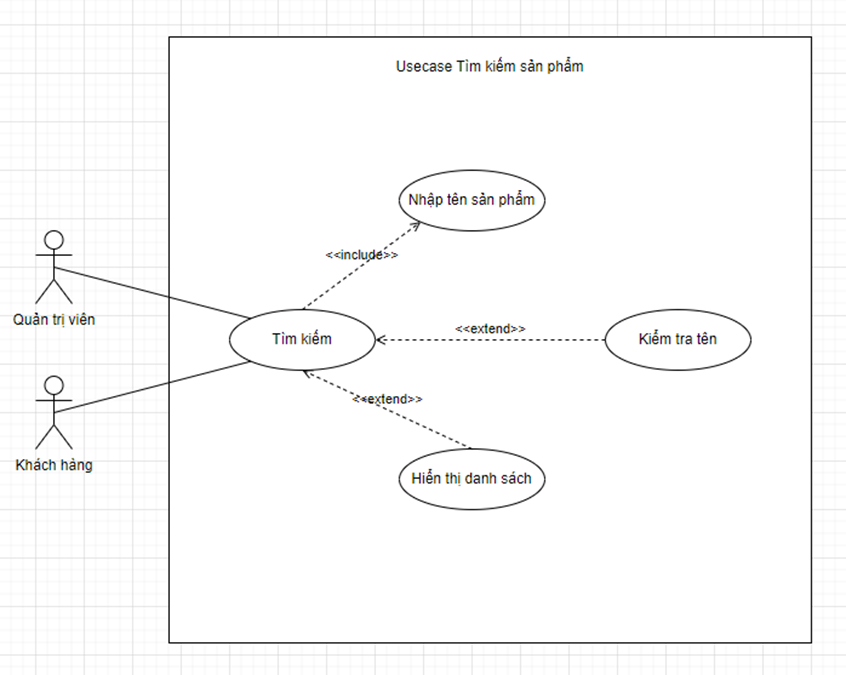 Usecase Tìm kiếm sản phẩm
Nhập tên sản phẩm
<<include>>
Quản trị viên
<<extend>>
Tìm kiếm
Kiểm tra tên
<<extend>>
Khách hàng
Hiển thị danh sách